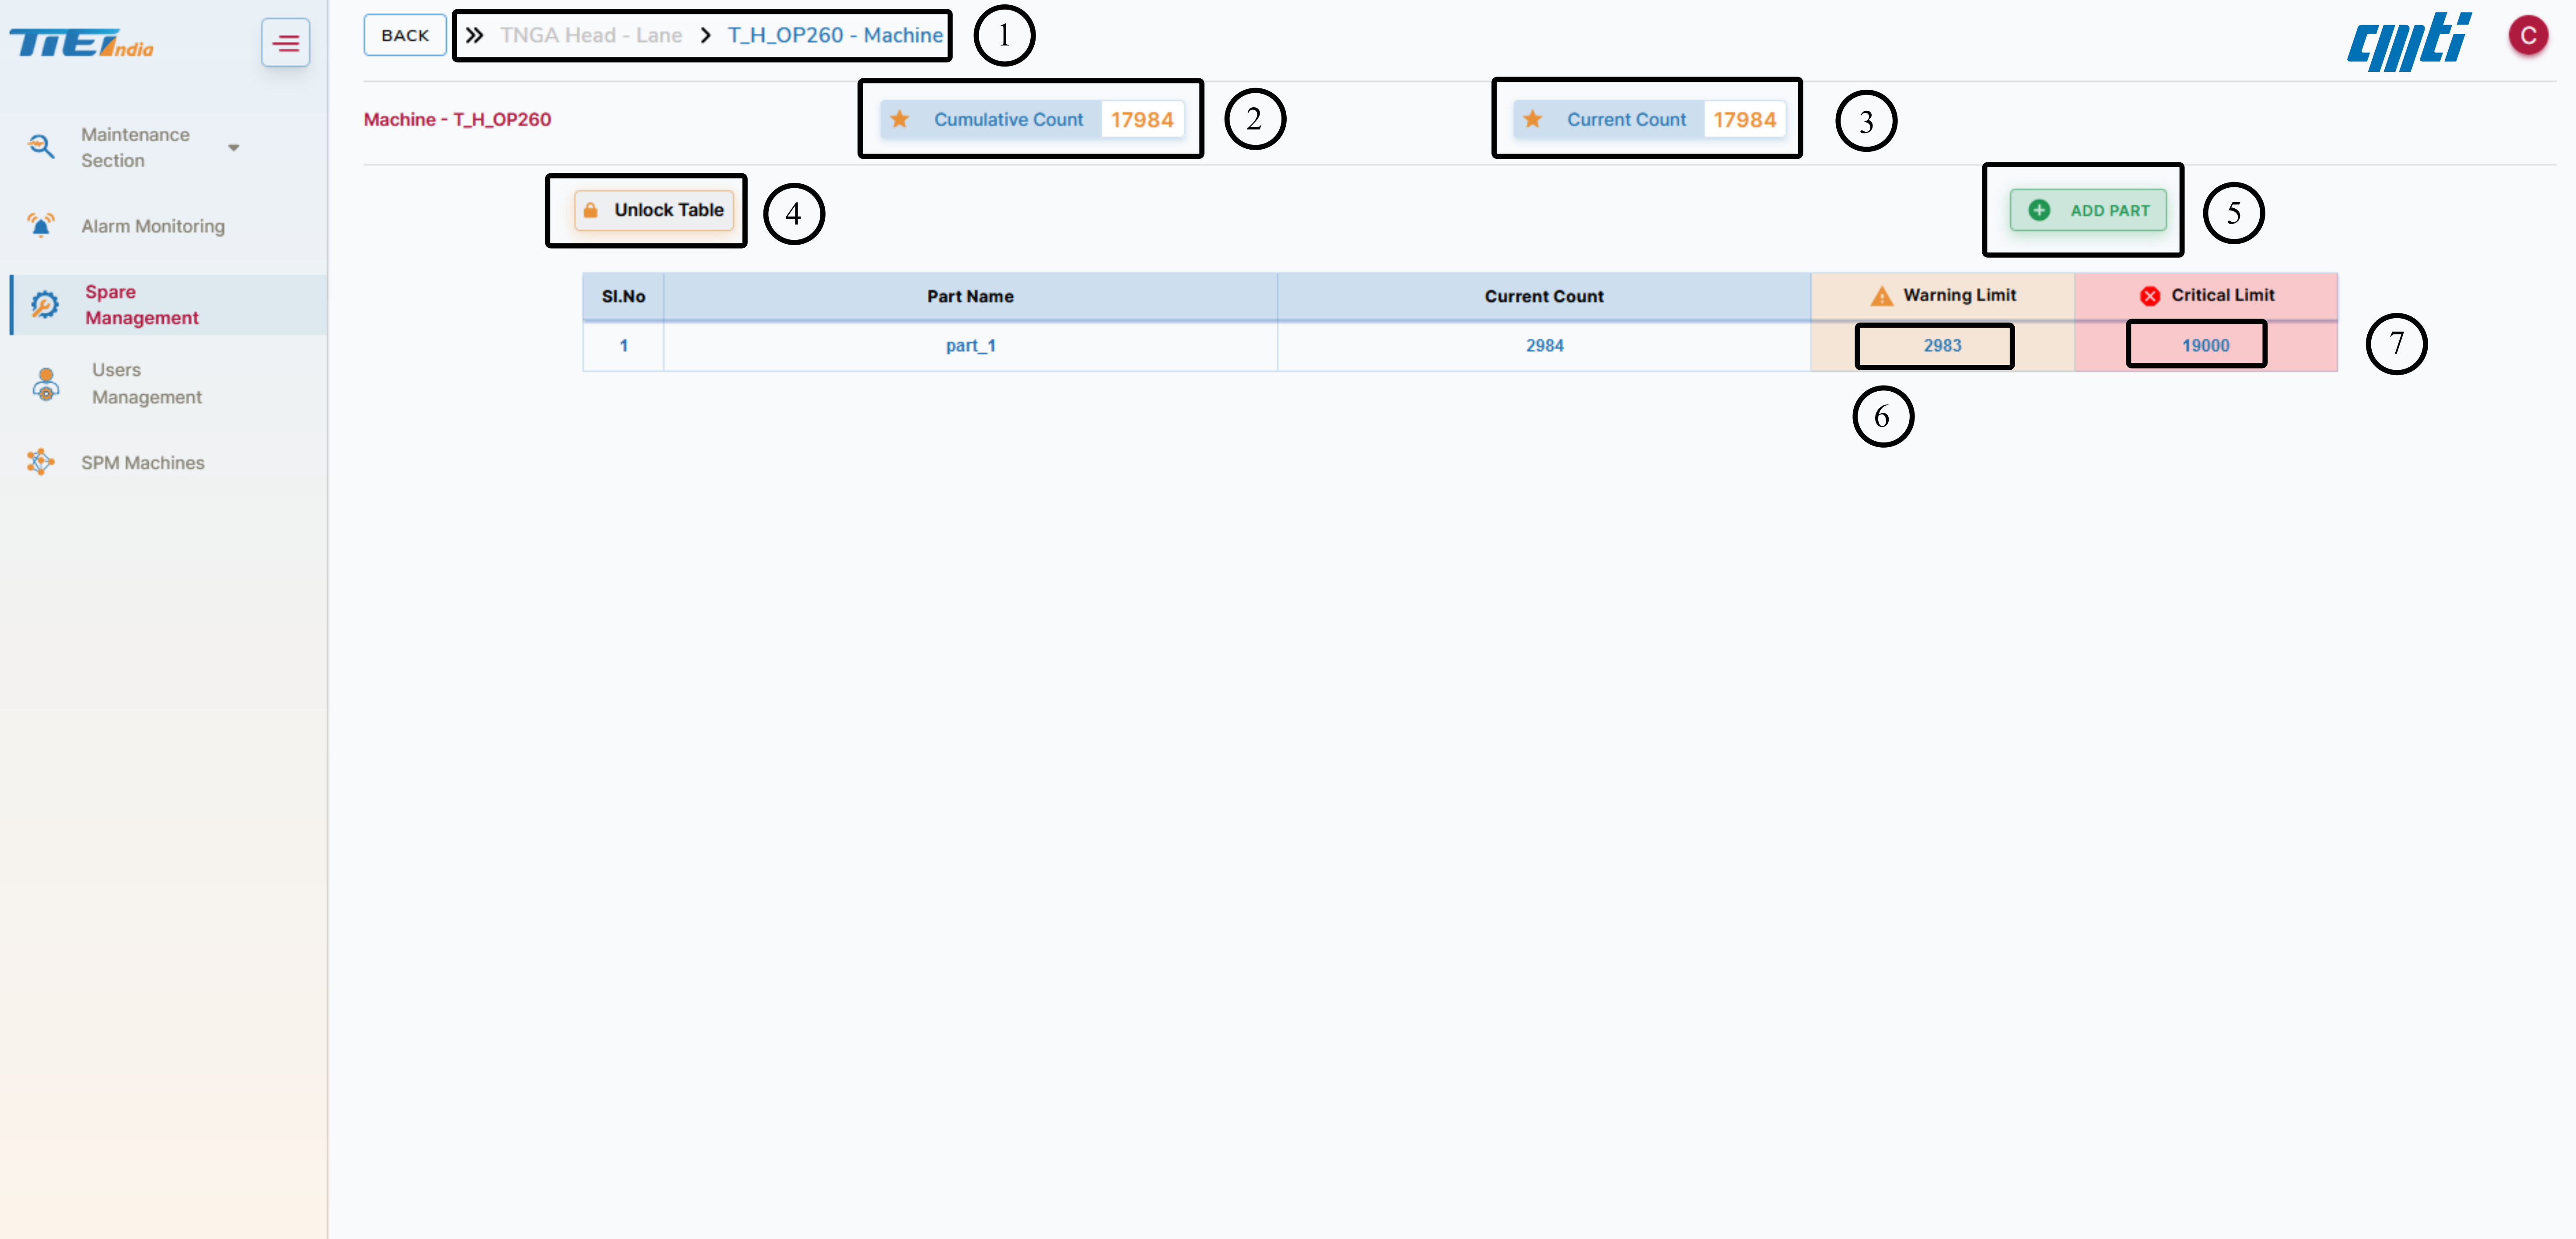 TIEI India
BACK » TNGA Head - Lane > T_H_OP260 - Machine 1
cmti C
Machine - T_H_OP260
Cumulative Count 17984 2
Current Count 17984 3
Maintenance
Section
Alarm Monitoring
Spare
Management
Users
Management
SPM Machines
Unlock Table 4
ADD PART 5
Sl.No Part Name Current Count Warning Limit Critical Limit
1 part_1 2984 2983 19000 7
6